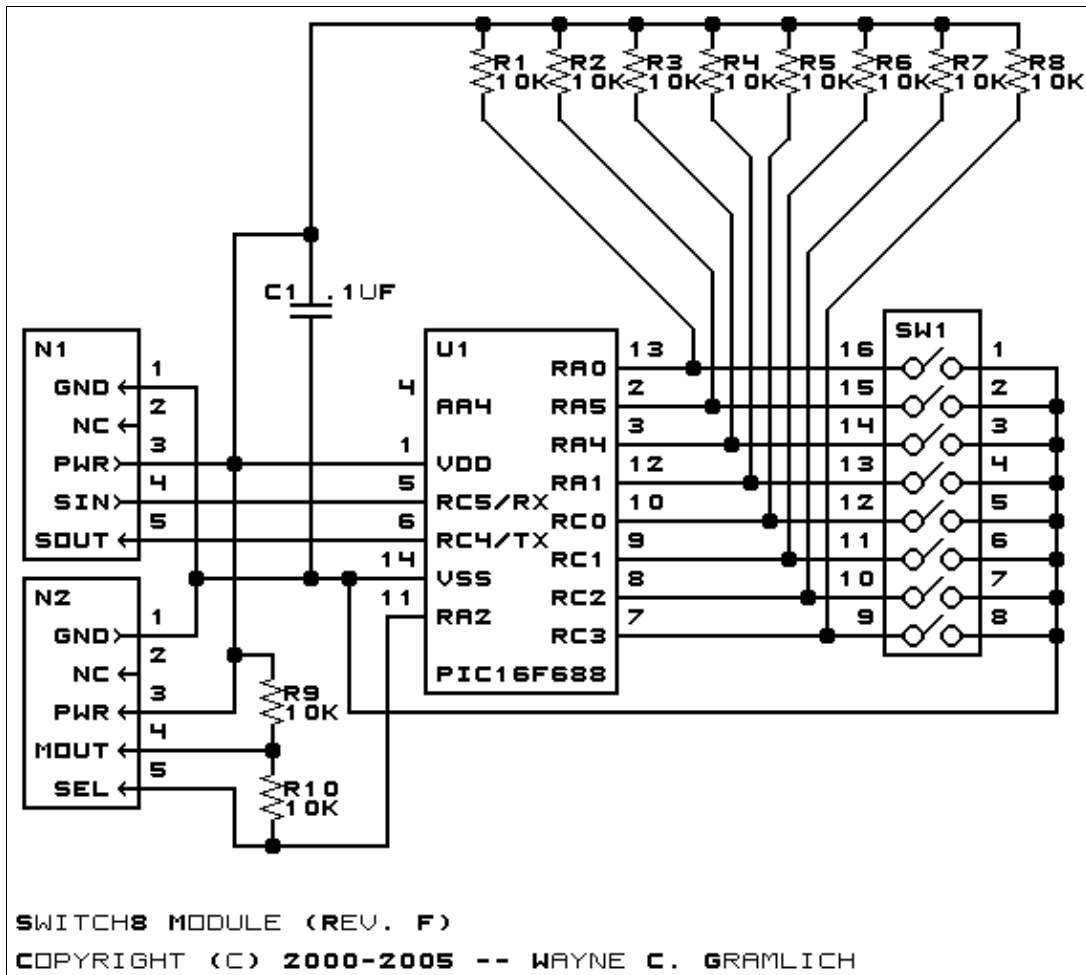 R1 R2 R3 R4 R5 R6 R7 R8
10K 10K 10K 10K 10K 10K 10K 10K
C1 .1UF
N1
GND 1
NC 2
PWR 3
SIN 4
SOUT 5
N2
GND 1
NC 2
PWR 3
MOUT 4
SEL 5
R9
10K
R10
10K
U1
4 AA4
1 VDD
5 RC5/RX
6 RC4/TX
14 VSS
11 RA2
RA0 13
RA5 2
RA4 3
RA1 12
RC0 10
RC1 9
RC2 8
RC3 7
PIC16F688
SW1
16 1
15 2
14 3
13 4
12 5
11 6
10 7
9 8
SWITCH8 MODULE (REV. F)
COPYRIGHT (C) 2000-2005 -- WAYNE C. GRAMLICH